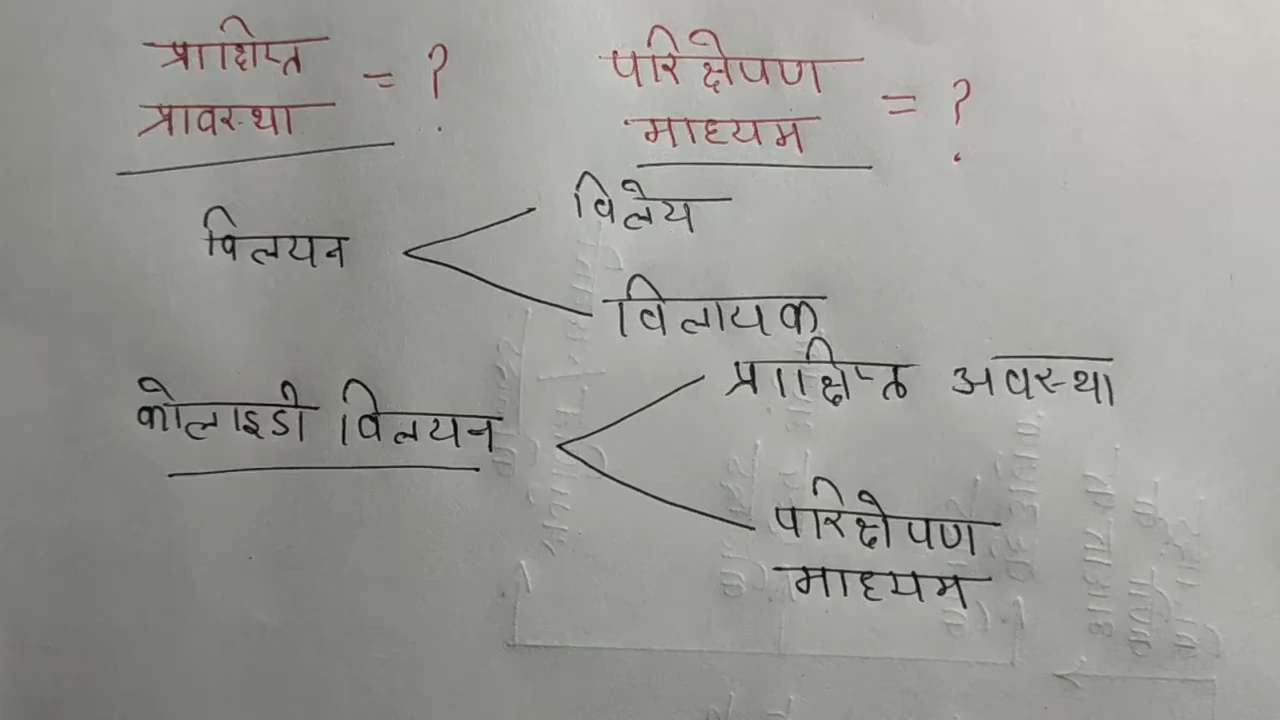 प्राक्षिप्त
प्रावस्था = ?
परिक्षेपण
माध्यम = ?
विलयन
विलेय
विलायक
कोलाइडी विलयन
प्राक्षिप्त अवस्था
परिक्षेपण
माध्यम